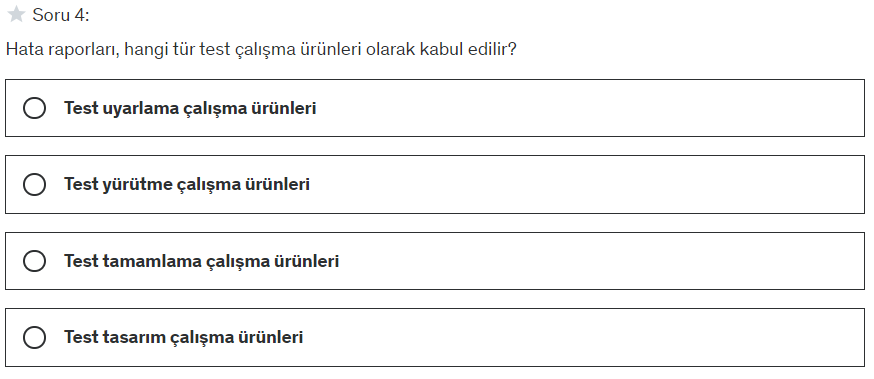 Soru 4:
Hata raporları, hangi tür test çalışma ürünleri olarak kabul edilir?
Test uyarlama çalışma ürünleri
Test yürütme çalışma ürünleri
Test tamamlama çalışma ürünleri
Test tasarım çalışma ürünleri